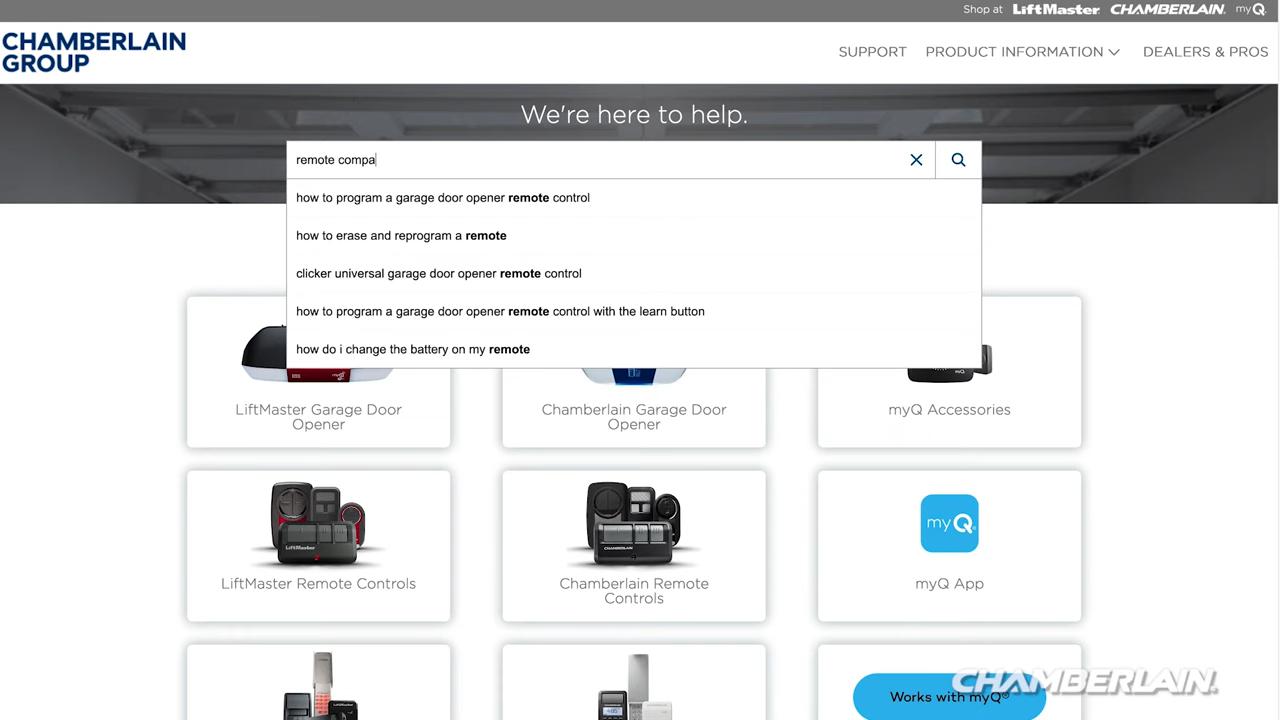 Shop at LiftMaster CHAMBERLAIN myQ
CHAMBERLAIN
GROUP
SUPPORT PRODUCT INFORMATION DEALERS & PROS
We're here to help.
remote compa
how to program a garage door opener remote control
how to erase and reprogram a remote
clicker universal garage door opener remote control
how to program a garage door opener remote control with the learn button
how do i change the battery on my remote
LiftMaster Garage Door
Opener
Chamberlain Garage Door
Opener
myQ Accessories
LiftMaster
CHAMBERLAIN
myQ
LiftMaster Remote Controls
Chamberlain Remote
Controls
myQ App
Works with myQ®
CHAMBERLAIN